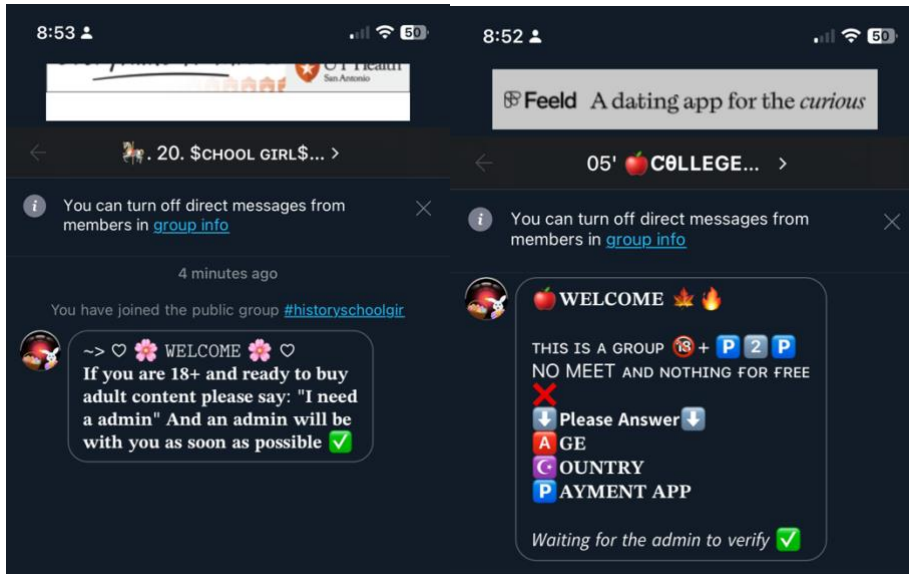 8:53
50
UT Health
San Antonio
. 20. $CHOOL GIRL$... >
You can turn off direct messages from
members in group info
4 minutes ago
You have joined the public group #historyschoolgir
~> ♡ 🌸 WELCOME 🌸 ♡
If you are 18+ and ready to buy
adult content please say: "I need
a admin" And an admin will be
with you as soon as possible ✅
8:52
50
Feeld A dating app for the curious
05' 🍎CθLLEGE... >
You can turn off direct messages from
members in group info
🍎WELCOME 🍁🔥
THIS IS A GROUP 🔞+ 🅿️2️⃣🅿️
NO MEET AND NOTHING FOR FREE
❌
⬇️Please Answer⬇️
🅰️GE
☪️OUNTRY
🅿️AYMENT APP
Waiting for the admin to verify ✅